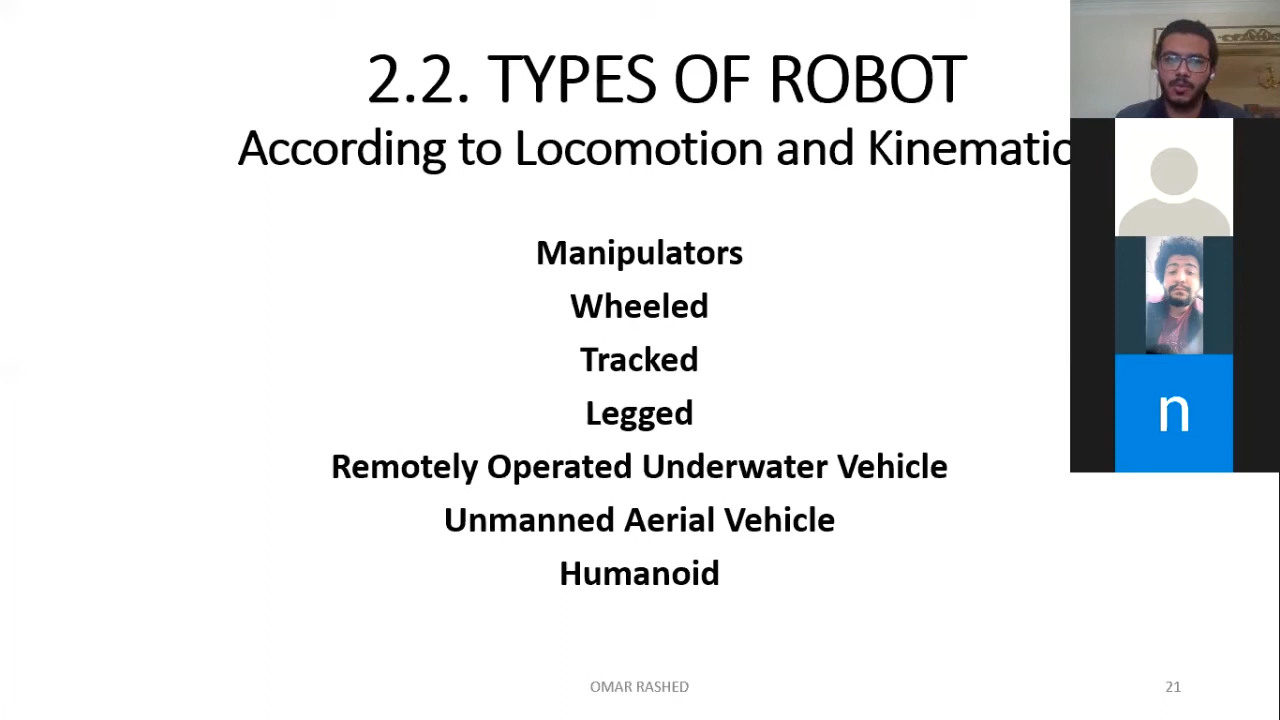 2.2. TYPES OF ROBOT
According to Locomotion and Kinematic
Manipulators
Wheeled
Tracked
Legged
Remotely Operated Underwater Vehicle
Unmanned Aerial Vehicle
Humanoid
n
OMAR RASHED
21